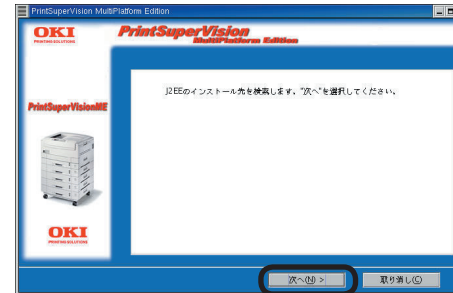 PrintSuperVision MultiPlatform Edition
OKI
PRINTING SOLUTIONS
PrintSuperVision
MultiPlatform Edition
J2EEのインストール先を検索します。"次へ"を選択してください。
PrintSuperVisionME
OKI
PRINTING SOLUTIONS
次へ(N) >
取り消し(C)